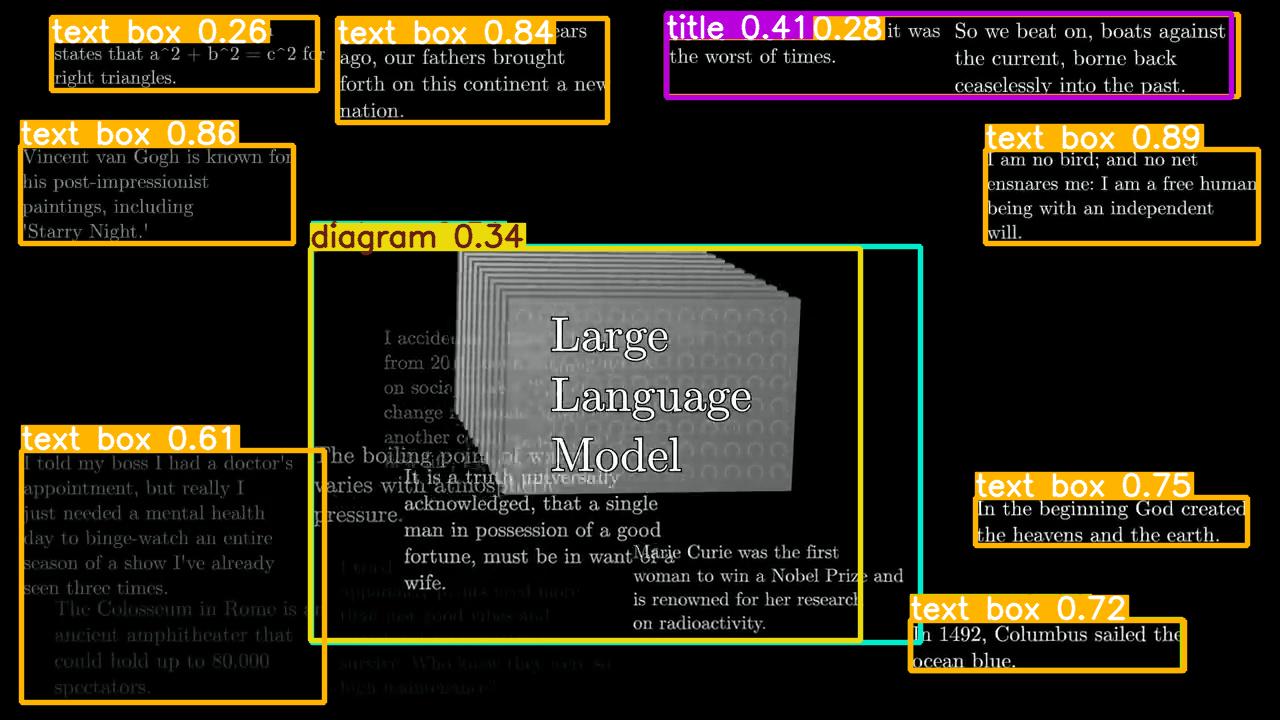 text box 0.26
states that a^2 + b^2 = c^2 for
right triangles.
text box 0.84
ears
ago, our fathers brought
forth on this continent a new
nation.
title 0.41 0.28
it was
the worst of times.
So we beat on, boats against
the current, borne back
ceaselessly into the past.
text box 0.86
Vincent van Gogh is known for
his post-impressionist
paintings, including
'Starry Night.'
text box 0.89
I am no bird; and no net
ensnares me: I am a free human
being with an independent
will.
diagram 0.34
Large
Language
Model
from 20
on social
change
another
The boiling point of
varies with
pressure.
It is a truth universally
acknowledged, that a single
man in possession of a good
fortune, must be in want of a
wife.
Marie Curie was the first
woman to win a Nobel Prize and
is renowned for her research
on radioactivity.
text box 0.61
I told my boss I had a doctor's
appointment, but really I
just needed a mental health
day to binge-watch an entire
season of a show I've already
seen three times.
The Colosseum in Rome is an
ancient amphitheater that
could hold up to 80,000
spectators.
survive. Who knew they were so
high maintenance?
text box 0.75
In the beginning God created
the heavens and the earth.
text box 0.72
In 1492, Columbus sailed the
ocean blue.